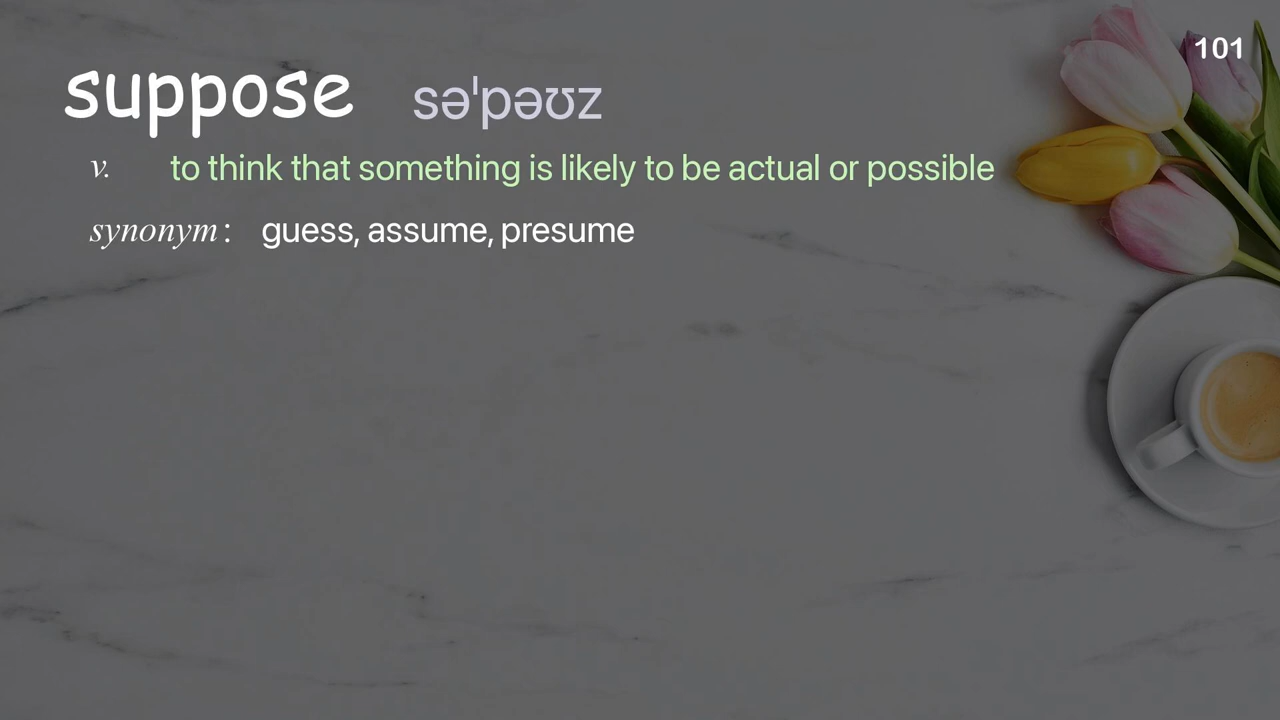 101
suppose səˈpəʊz
v. to think that something is likely to be actual or possible
synonym : guess, assume, presume